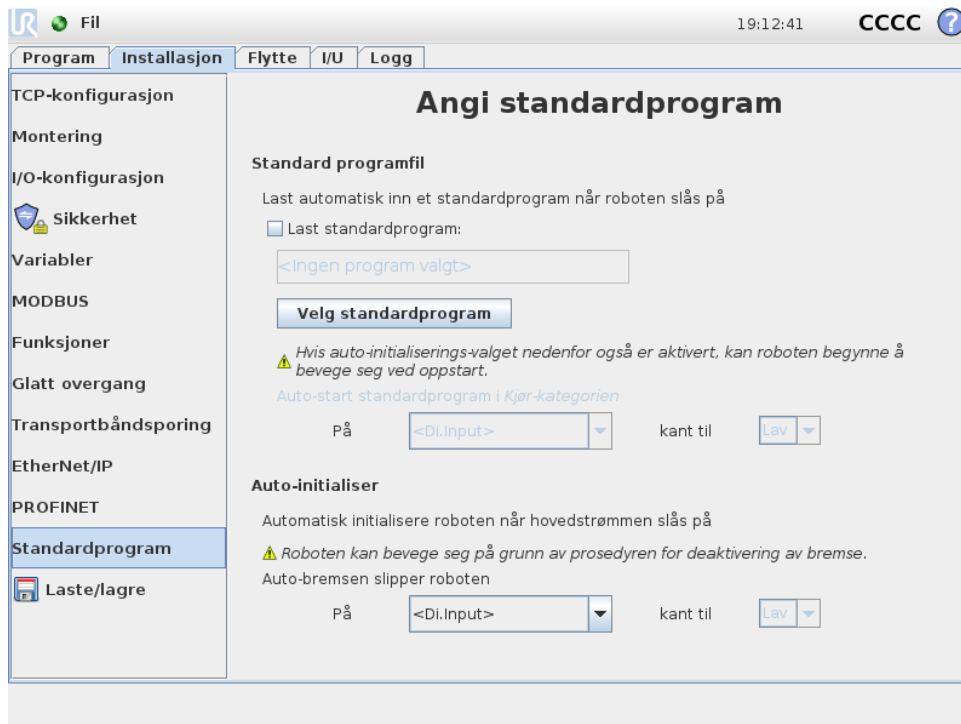 UR Fil 19:12:41 CCCC ?
Program Installasjon Flytte I/U Logg
TCP-konfigurasjon
Montering
I/O-konfigurasjon
Sikkerhet
Variabler
MODBUS
Funksjoner
Glatt overgang
Transportbåndsporing
EtherNet/IP
PROFINET
Standardprogram
Laste/lagre
Angi standardprogram
Standard programfil
Last automatisk inn et standardprogram når roboten slås på
Last standardprogram:
<Ingen program valgt>
Velg standardprogram
Hvis auto-initialiserings-valget nedenfor også er aktivert, kan roboten begynne å
bevege seg ved oppstart.
Auto-start standardprogram i Kjør-kategorien
På <Di.Input> kant til Lav
Auto-initialiser
Automatisk initialisere roboten når hovedstrømmen slås på
Roboten kan bevege seg på grunn av prosedyren for deaktivering av bremse.
Auto-bremsen slipper roboten
På <Di.Input> kant til Lav